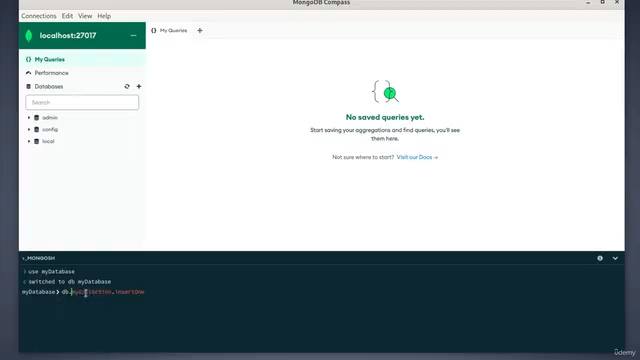 MongoDB Compass
Connections Edit View Help
localhost:27017 ...
{} My Queries +
{} My Queries
Performance
Databases
Search
admin
config
local
No saved queries yet.
Start saving your aggregations and find queries, you'll see
them here.
Not sure where to start? Visit our Docs →
>_MONGOSH
> use myDatabase
< switched to db myDatabase
myDatabase> db.myCollection.insertOne
ûdemy